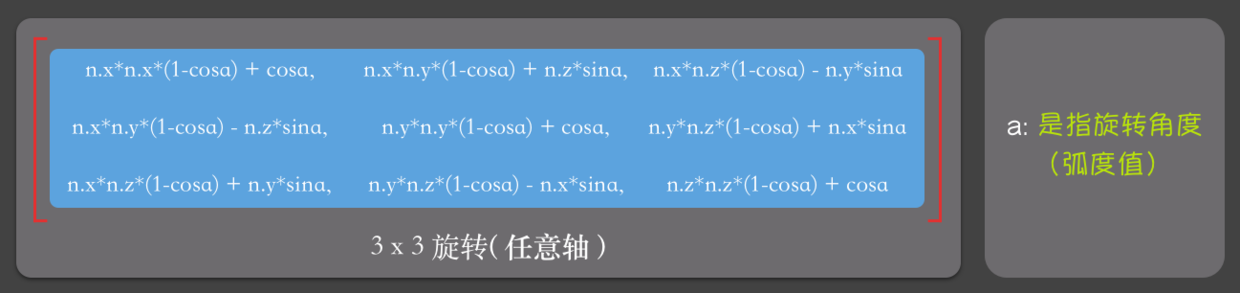 n.x*n.x*(1-cosα) + cosα, n.x*n.y*(1-cosα) + n.z*sinα, n.x*n.z*(1-cosα) - n.y*sinα
n.x*n.y*(1-cosα) - n.z*sinα, n.y*n.y*(1-cosα) + cosα, n.y*n.z*(1-cosα) + n.x*sinα
n.x*n.z*(1-cosα) + n.y*sinα, n.y*n.z*(1-cosα) - n.x*sinα, n.z*n.z*(1-cosα) + cosα
3 x 3 旋转( 任意轴 )
a: 是指旋转角度
（弧度值）